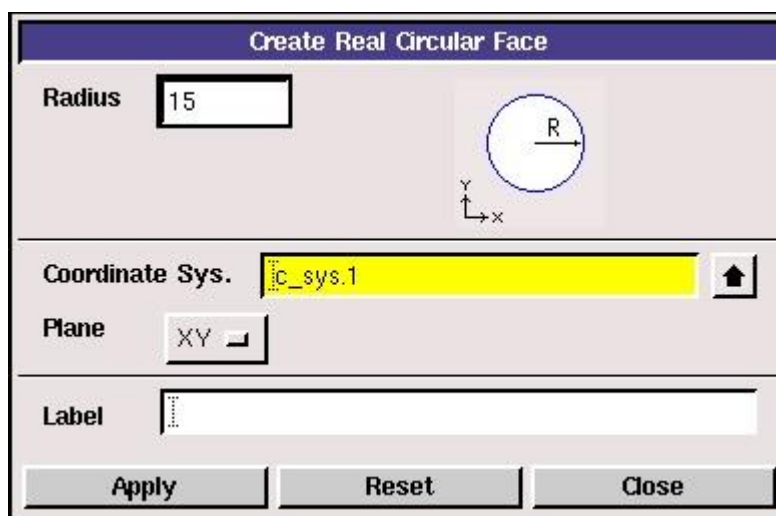 Create Real Circular Face
Radius 15
R
Y
X
Coordinate Sys. c_sys.1
Plane XY
Label
Apply Reset Close